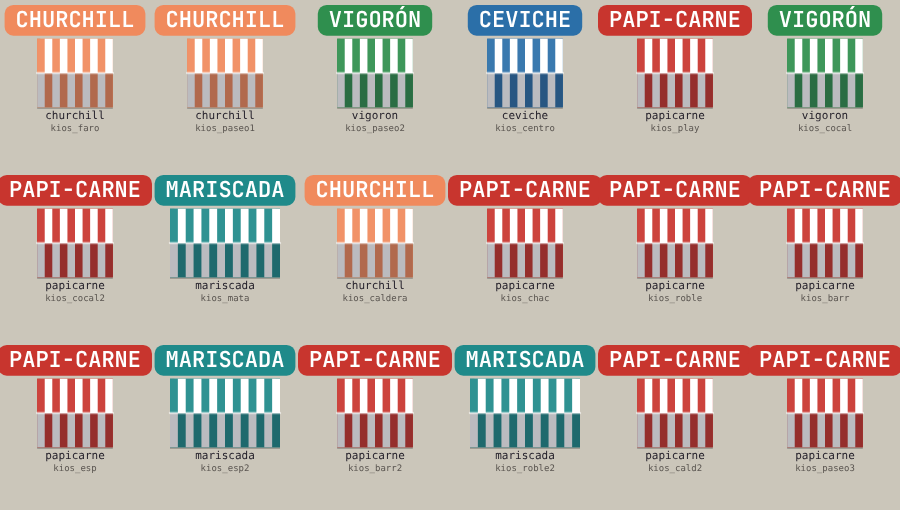 CHURCHILL CHURCHILL VIGORÓN CEVICHE PAPI-CARNE VIGORÓN
churchill churchill vigoron ceviche papicarne vigoron
kios_faro kios_paseo1 kios_paseo2 kios_centro kios_play kios_cocal
PAPI-CARNE MARISCADA CHURCHILL PAPI-CARNE PAPI-CARNE PAPI-CARNE
papicarne mariscada churchill papicarne papicarne papicarne
kios_cocal2 kios_mata kios_caldera kios_chac kios_roble kios_barr
PAPI-CARNE MARISCADA PAPI-CARNE MARISCADA PAPI-CARNE PAPI-CARNE
papicarne mariscada papicarne mariscada papicarne papicarne
kios_esp kios_esp2 kios_barr2 kios_roble2 kios_cald2 kios_paseo3